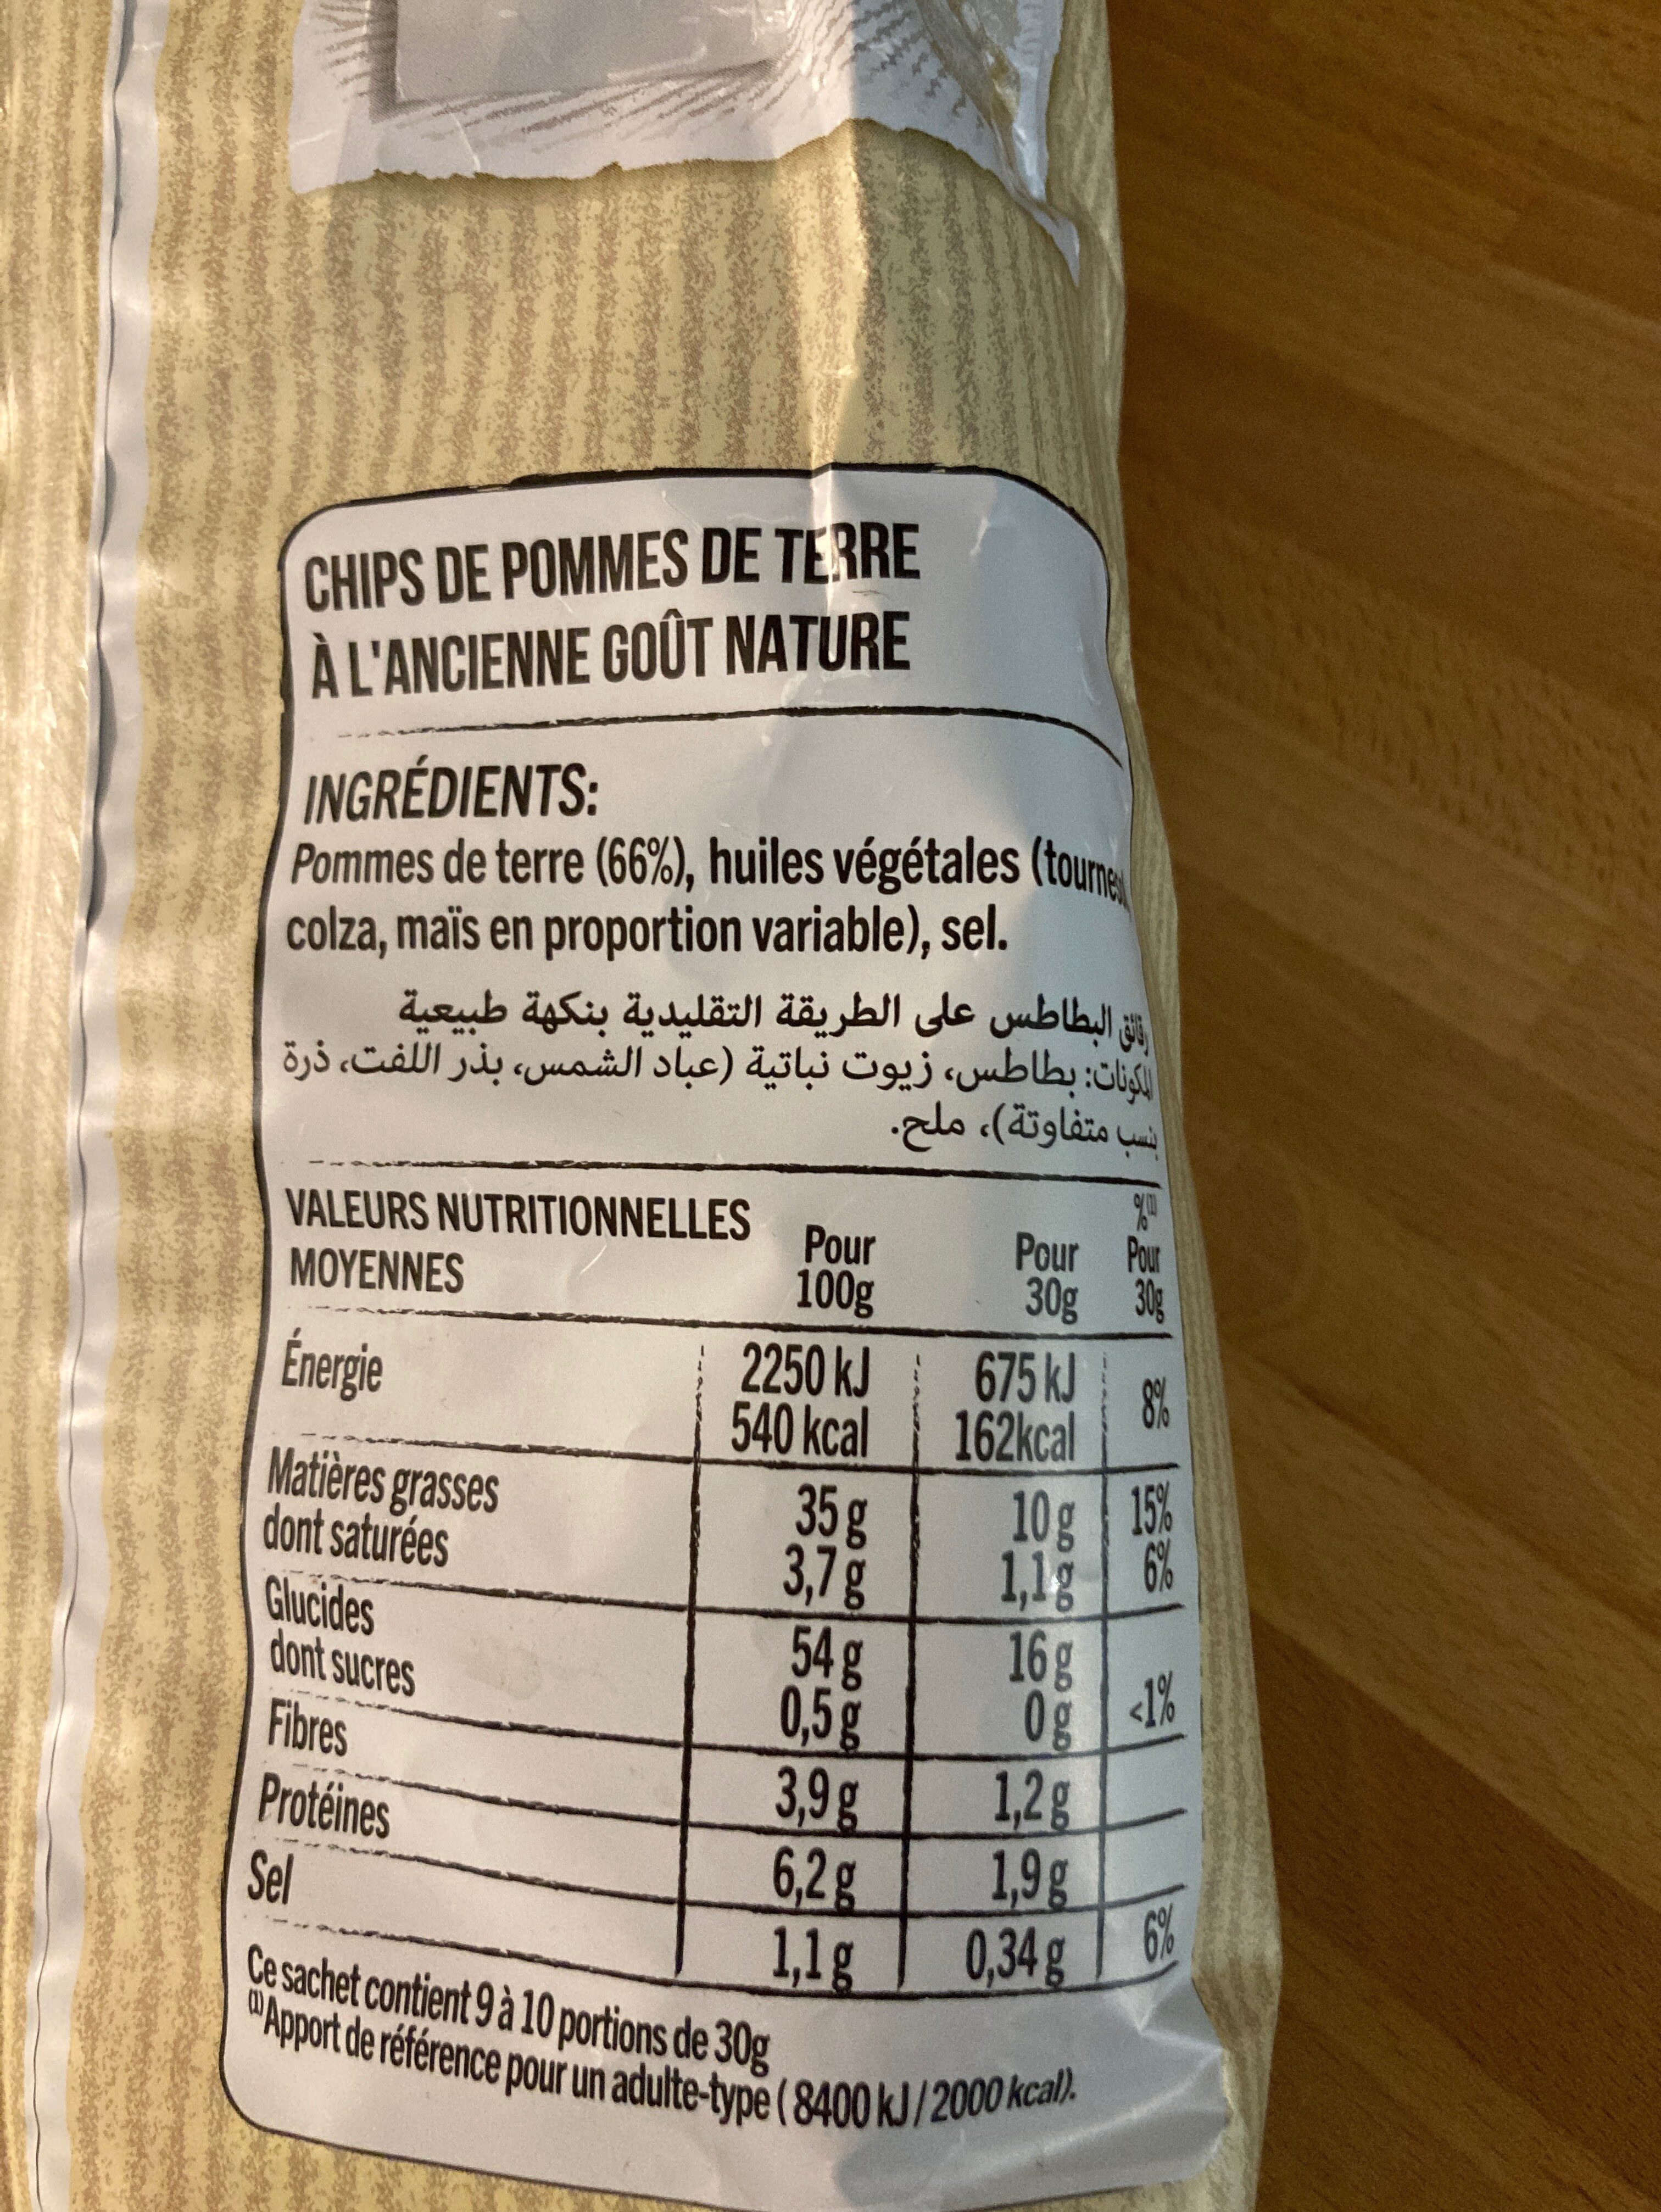 CHIPS DE POMMES DE TERRE
À L'ANCIENNE GOÛT NATURE
INGRÉDIENTS:
Pommes de terre (66%), huiles végétales (tournesol
colza, maïs en proportion variable), sel.
رقائق البطاطس على الطريقة التقليدية بنكهة طبيعية
المكونات: بطاطس، زيوت نباتية (عباد الشمس، بذر اللفت، ذرة
بنسب متفاوتة)، ملح.
VALEURS NUTRITIONNELLES MOYENNES Pour 100g Pour 30g %(1) Pour 30g
Énergie 2250 kJ 675 kJ 8%
540 kcal 162kcal
Matières grasses 35 g 10 g 15%
dont saturées 3,7 g 1,1 g 6%
Glucides 54 g 16 g
dont sucres 0,5 g 0 g <1%
Fibres 3,9 g 1,2 g
Protéines 6,2 g 1,9 g
Sel 1,1 g 0,34 g 6%
Ce sachet contient 9 à 10 portions de 30g
(1)Apport de référence pour un adulte-type ( 8400 kJ / 2000 kcal).